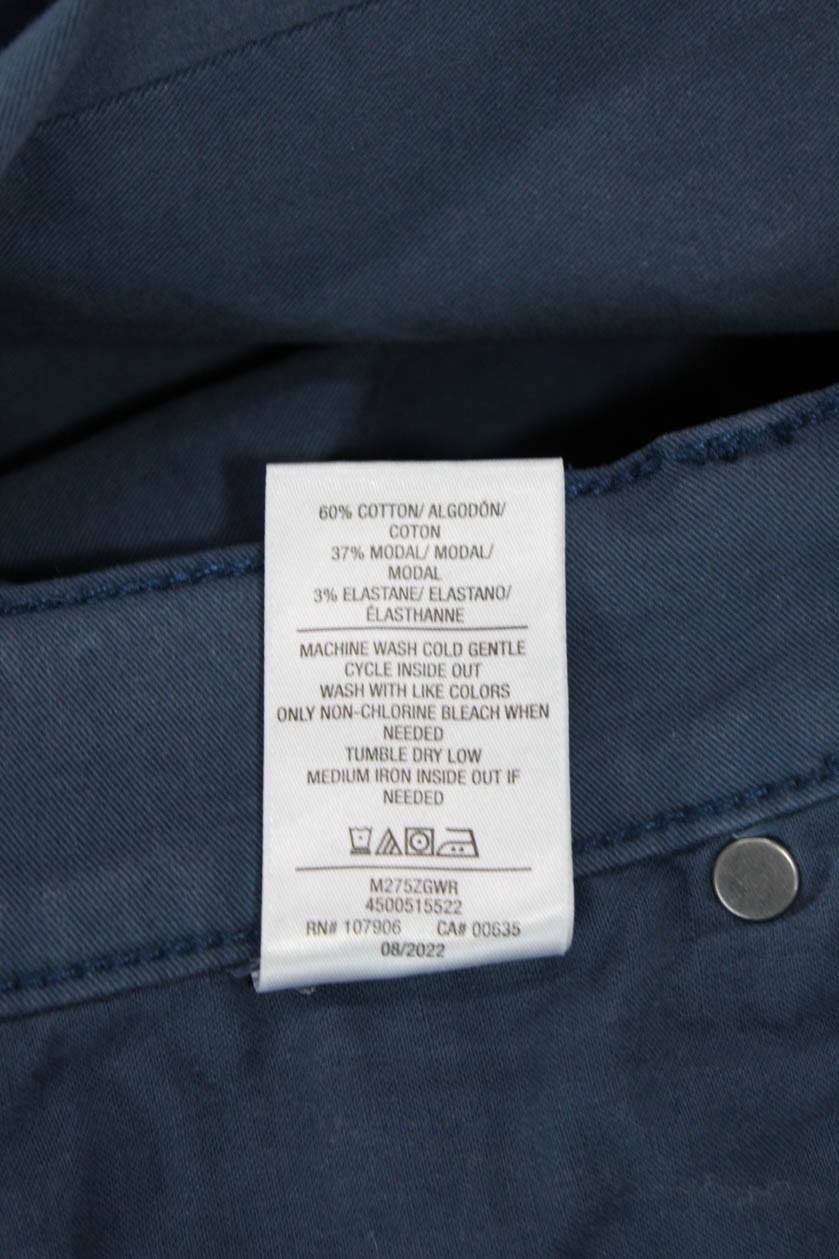 60% COTTON/ ALGODÓN/
COTON
37% MODAL/ MODAL/
MODAL
3% ELASTANE/ ELASTANO/
ÉLASTHANNE
MACHINE WASH COLD GENTLE
CYCLE INSIDE OUT
WASH WITH LIKE COLORS
ONLY NON-CHLORINE BLEACH WHEN
NEEDED
TUMBLE DRY LOW
MEDIUM IRON INSIDE OUT IF
NEEDED
M275ZGWR
4500515522
RN# 107906 CA# 00635
08/2022